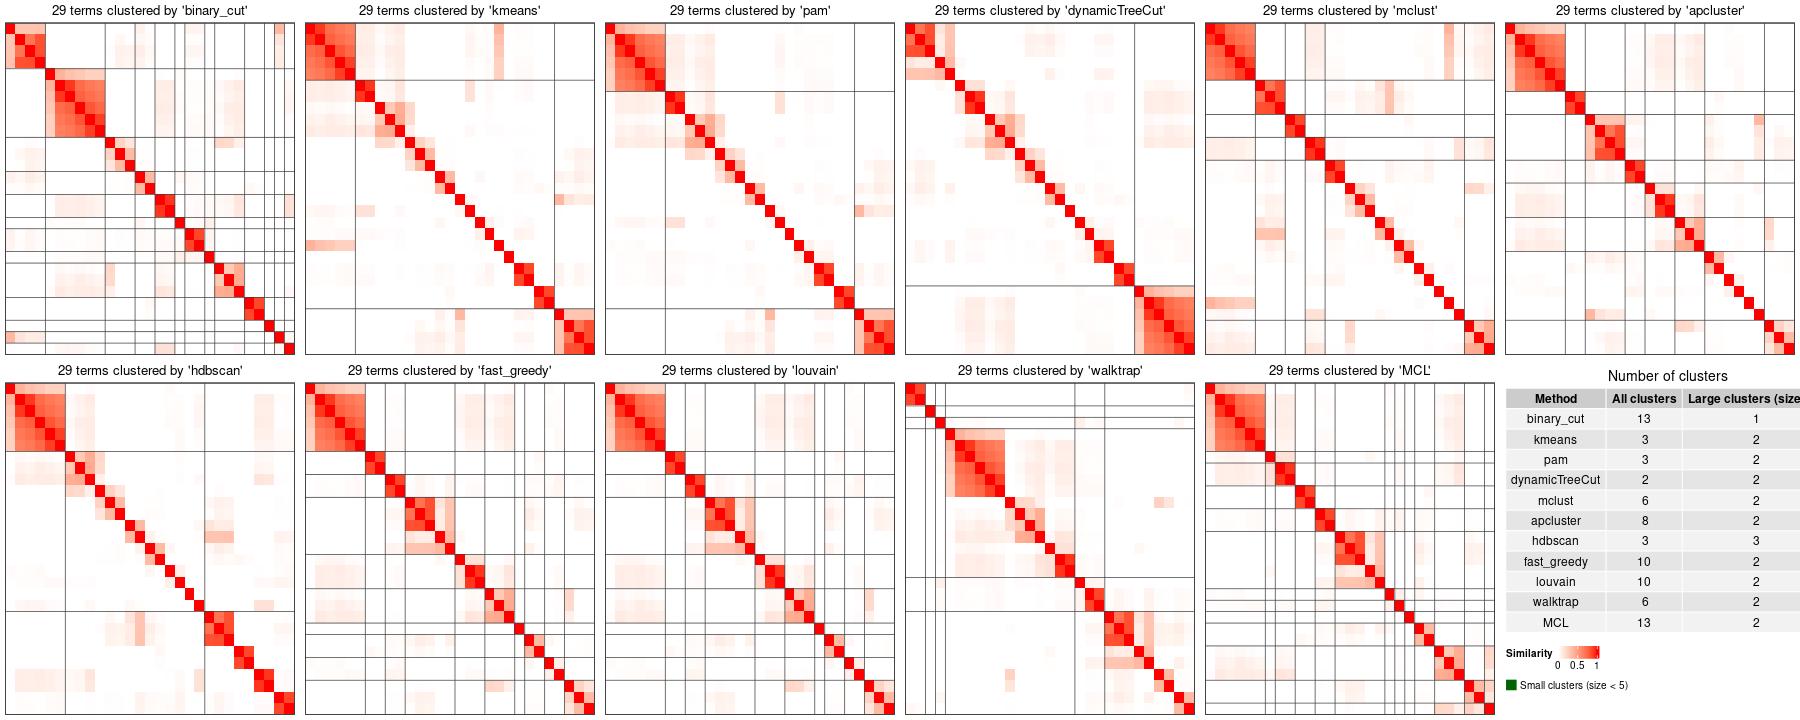 29 terms clustered by 'binary_cut'
29 terms clustered by 'kmeans'
29 terms clustered by 'pam'
29 terms clustered by 'dynamicTreeCut'
29 terms clustered by 'mclust'
29 terms clustered by 'apcluster'
29 terms clustered by 'hdbscan'
29 terms clustered by 'fast_greedy'
29 terms clustered by 'louvain'
29 terms clustered by 'walktrap'
29 terms clustered by 'MCL'
Number of clusters
Method All clusters Large clusters (size
binary_cut 13 1
kmeans 3 2
pam 3 2
dynamicTreeCut 2 2
mclust 6 2
apcluster 8 2
hdbscan 3 3
fast_greedy 10 2
louvain 10 2
walktrap 6 2
MCL 13 2
Similarity
0 0.5 1
Small clusters (size < 5)